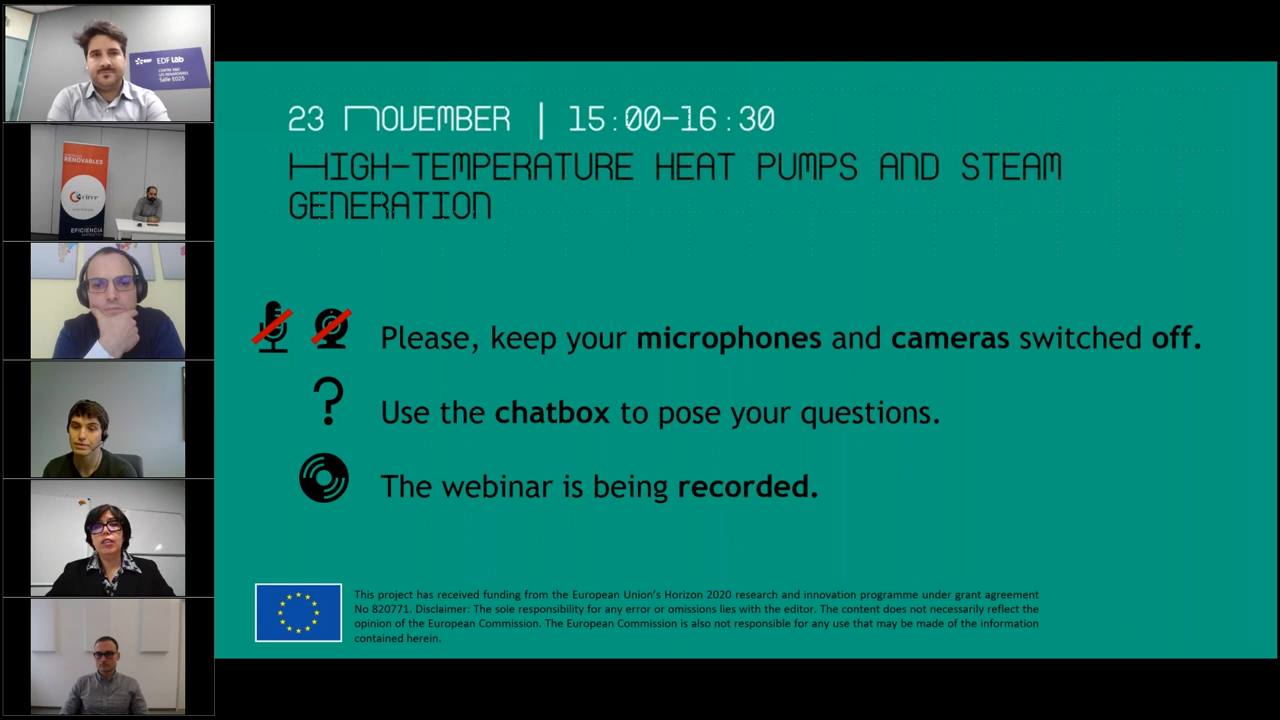 EDF Lab
RENOVABLES
EFICIENCIA
23 NOVEMBER | 15:00-16:30
HIGH-TEMPERATURE HEAT PUMPS AND STEAM
GENERATION
Please, keep your microphones and cameras switched off.
Use the chatbox to pose your questions.
The webinar is being recorded.
This project has received funding from the European Union's Horizon 2020 research and innovation programme under grant agreement
No 820771. Disclaimer: The sole responsibility for any error or omissions lies with the editor. The content does not necessarily reflect the
opinion of the European Commission. The European Commission is also not responsible for any use that may be made of the information
contained herein.